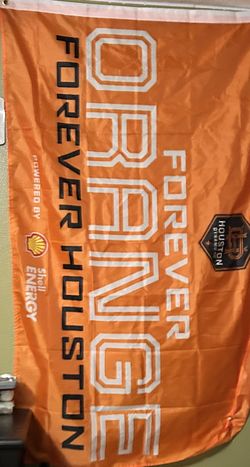 HOUSTON
DYNAMO
FOREVER
ORANGE
FOREVER HOUSTON
POWERED BY
Shell
ENERGY